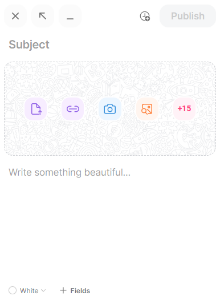 Publish
Subject
+15
Write something beautiful...
White
+ Fields